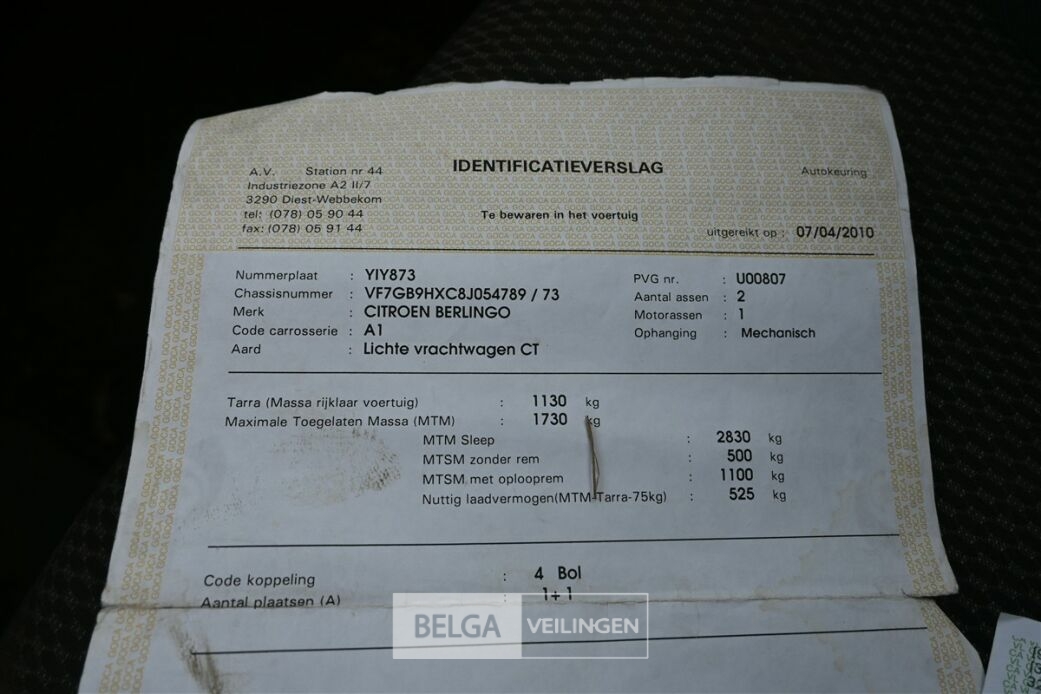 IDENTIFICATIEVERSLAG
A.V. Station nr 44
Autokeuring
Industriezone A2 II/7
3290 Diest-Webbekom
tel: (078) 05 90 44
Te bewaren in het voertuig
fax: (078) 05 91 44
uitgereikt op : 07/04/2010
Nummerplaat : YIY873
PVG nr. : U00807
Chassisnummer : VF7GB9HXC8J054789 / 73
Aantal assen : 2
Merk : CITROEN BERLINGO
Motorassen : 1
Code carrosserie : A1
Ophanging : Mechanisch
Aard : Lichte vrachtwagen CT
Tarra (Massa rijklaar voertuig) : 1130 kg
Maximale Toegelaten Massa (MTM) : 1730 kg
MTM Sleep : 2830 kg
MTSM zonder rem : 500 kg
MTSM met oplooprem : 1100 kg
Nuttig laadvermogen(MTM-Tarra-75kg) : 525 kg
Code koppeling : 4 Bol
Aantal plaatsen (A) : 1+1
BELGA VEILINGEN